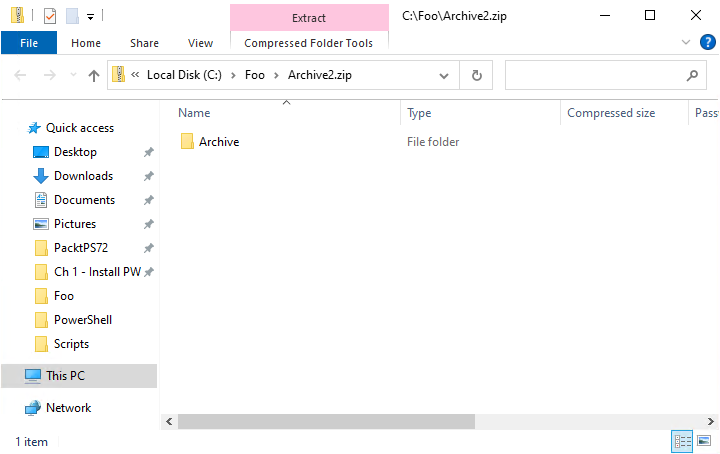 Extract
C:\Foo\Archive2.zip
File
Home
Share
View
Compressed Folder Tools
« Local Disk (C:) > Foo > Archive2.zip
Name
Type
Compressed size
Pass
Quick access
Desktop
Downloads
Documents
Pictures
PacktPS72
Ch 1 - Install PW
Foo
PowerShell
Scripts
This PC
Network
Archive
File folder
1 item